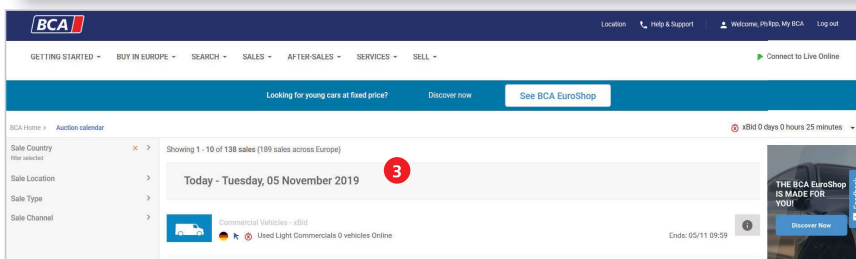 BCA
Location Help & Support Welcome, Philipp, My BCA Log out
GETTING STARTED BUY IN EUROPE SEARCH SALES AFTER-SALES SERVICES SELL Connect to Live Online
Looking for young cars at fixed price? Discover now See BCA EuroShop
BCA Home Auction calendar xBid 0 days 0 hours 25 minutes
Sale Country × >
filter selected
Sale Location >
Sale Type >
Sale Channel >
Showing 1 - 10 of 138 sales (189 sales across Europe)
Today - Tuesday, 05 November 2019
3
Commercial Vehicles - xBid
Used Light Commercials 0 vehicles Online Ends: 05/11 09:59
THE BCA EuroShop
IS MADE FOR
YOU!
Discover Now